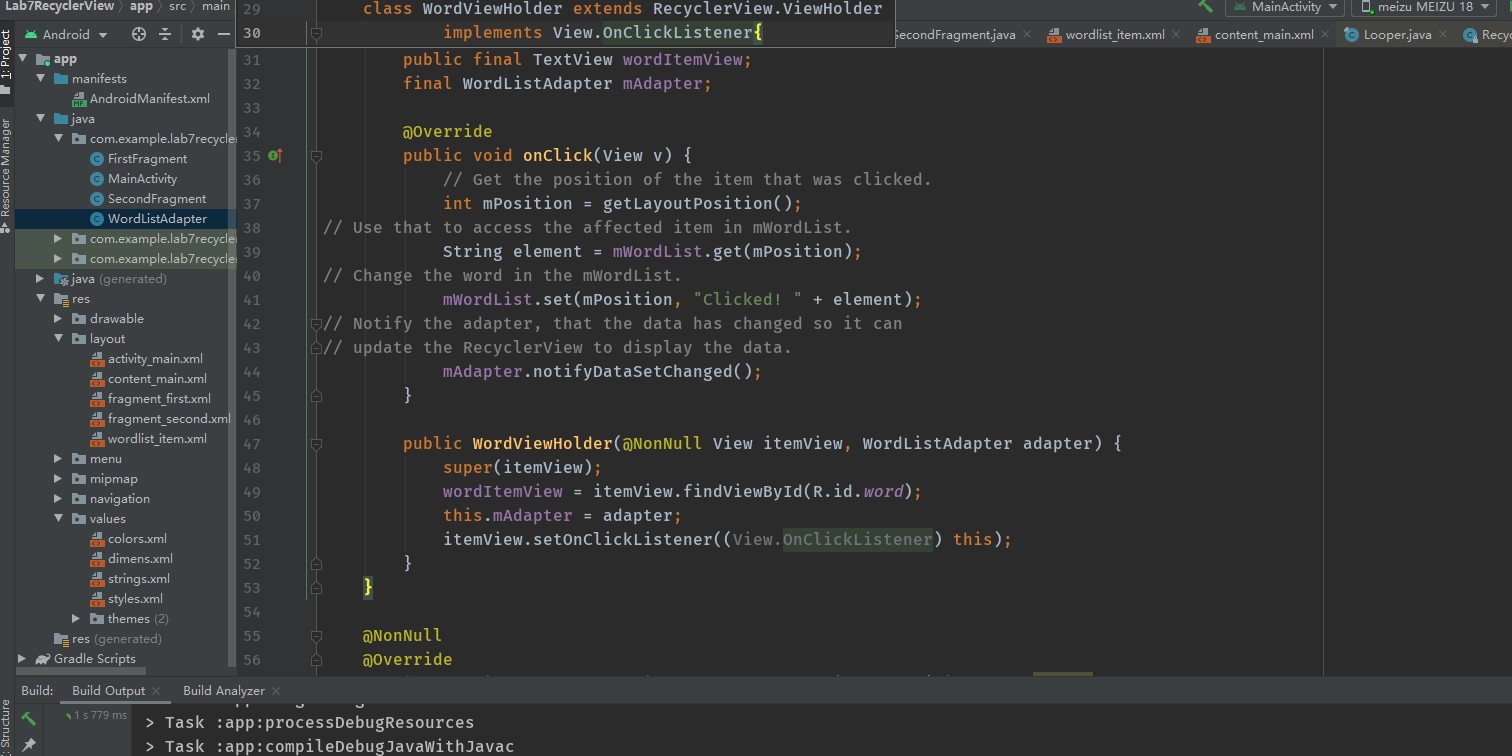 Lab7RecyclerView app src main
MainActivity meizu MEIZU 18
Android
SecondFragment.java wordlist_item.xml content_main.xml Looper.java
1: Project
Resource Manager
Structure
app
manifests
AndroidManifest.xml
java
com.example.lab7recycle
FirstFragment
MainActivity
SecondFragment
WordListAdapter
com.example.lab7recycle
com.example.lab7recycle
java (generated)
res
drawable
layout
activity_main.xml
content_main.xml
fragment_first.xml
fragment_second.xml
wordlist_item.xml
menu
mipmap
navigation
values
colors.xml
dimens.xml
strings.xml
styles.xml
themes (2)
res (generated)
Gradle Scripts
29 class WordViewHolder extends RecyclerView.ViewHolder
30 implements View.OnClickListener{
31 public final TextView wordItemView;
32 final WordListAdapter mAdapter;
33
34 @Override
35 public void onClick(View v) {
36 // Get the position of the item that was clicked.
37 int mPosition = getLayoutPosition();
38 // Use that to access the affected item in mWordList.
39 String element = mWordList.get(mPosition);
40 // Change the word in the mWordList.
41 mWordList.set(mPosition, "Clicked! " + element);
42 // Notify the adapter, that the data has changed so it can
43 // update the RecyclerView to display the data.
44 mAdapter.notifyDataSetChanged();
45 }
46
47 public WordViewHolder(@NonNull View itemView, WordListAdapter adapter) {
48 super(itemView);
49 wordItemView = itemView.findViewById(R.id.word);
50 this.mAdapter = adapter;
51 itemView.setOnClickListener((View.OnClickListener) this);
52 }
53 }
54
55 @NonNull
56 @Override
Build: Build Output Build Analyzer
1 s 779 ms
> Task :app:processDebugResources
> Task :app:compileDebugJavaWithJavac